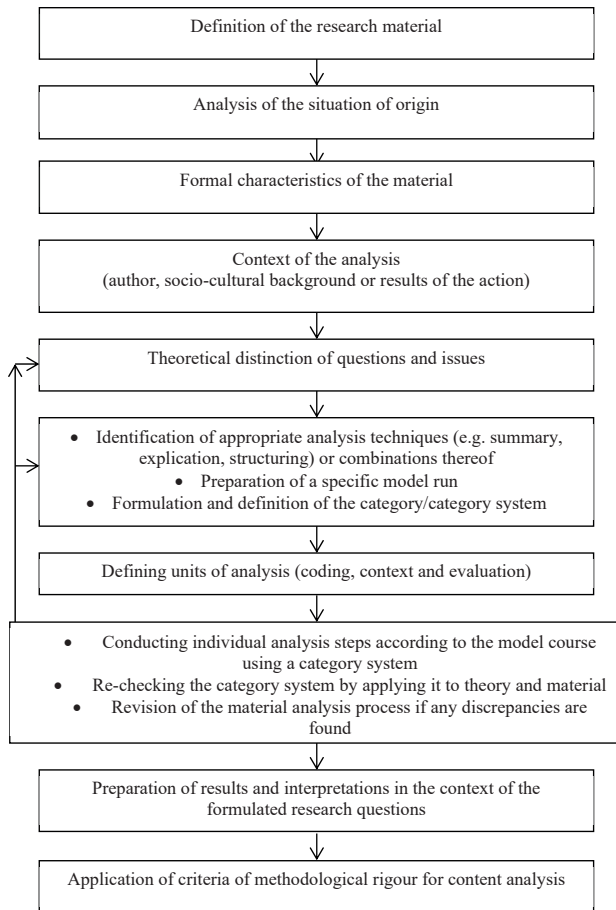 Definition of the research material
Analysis of the situation of origin
Formal characteristics of the material
Context of the analysis
(author, socio-cultural background or results of the action)
Theoretical distinction of questions and issues
• Identification of appropriate analysis techniques (e.g. summary,
explication, structuring) or combinations thereof
• Preparation of a specific model run
• Formulation and definition of the category/category system
Defining units of analysis (coding, context and evaluation)
• Conducting individual analysis steps according to the model course
using a category system
• Re-checking the category system by applying it to theory and material
• Revision of the material analysis process if any discrepancies are
found
Preparation of results and interpretations in the context of the
formulated research questions
Application of criteria of methodological rigour for content analysis